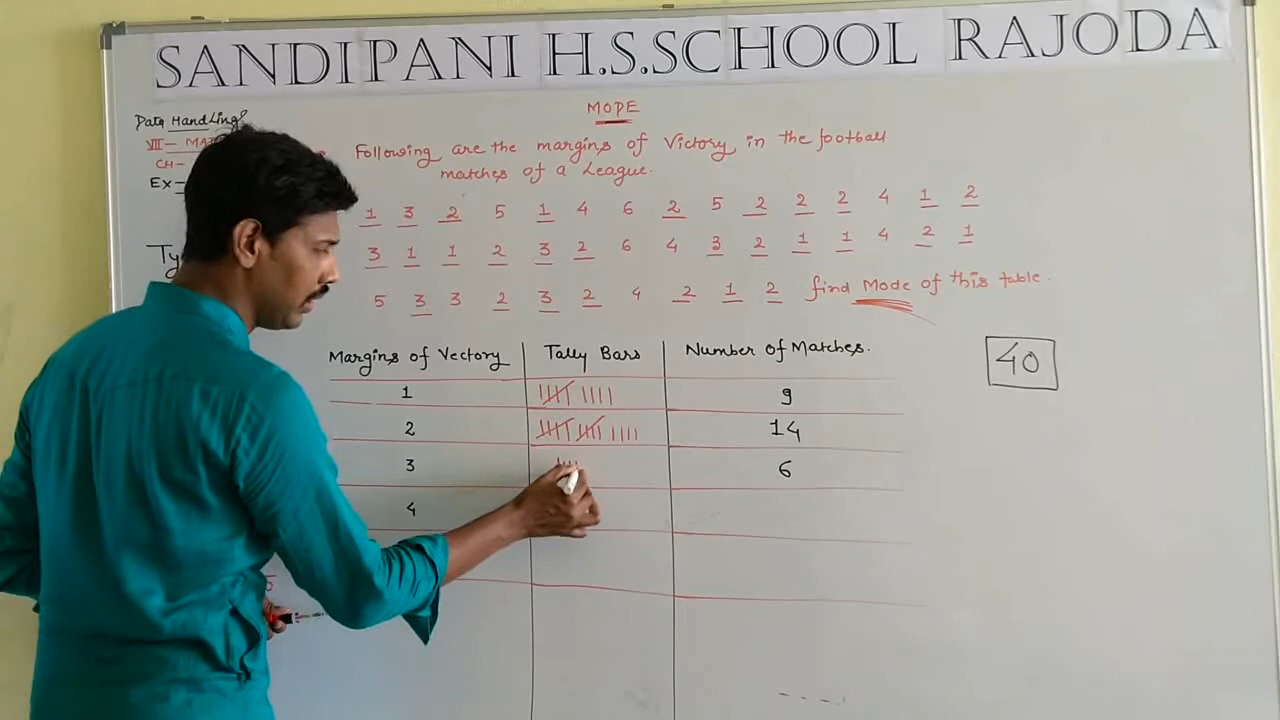 SANDIPANI H.S.SCHOOL RAJODA
Data Handling
MODE
VII - MAT
CH-
Ex-
Following are the margins of Victory in the football
matches of a League.
1 3 2 5 1 4 6 2 5 2 2 2 4 1 2
3 1 1 2 3 2 6 4 3 2 1 1 4 2 1
5 3 3 2 3 2 4 2 1 2 find Mode of this table.
Ty
Margins of Vectory Tally Bars Number of Matches.
40
1 𝍸 |||| 9
2 𝍸 𝍸 |||| 14
3 6
4